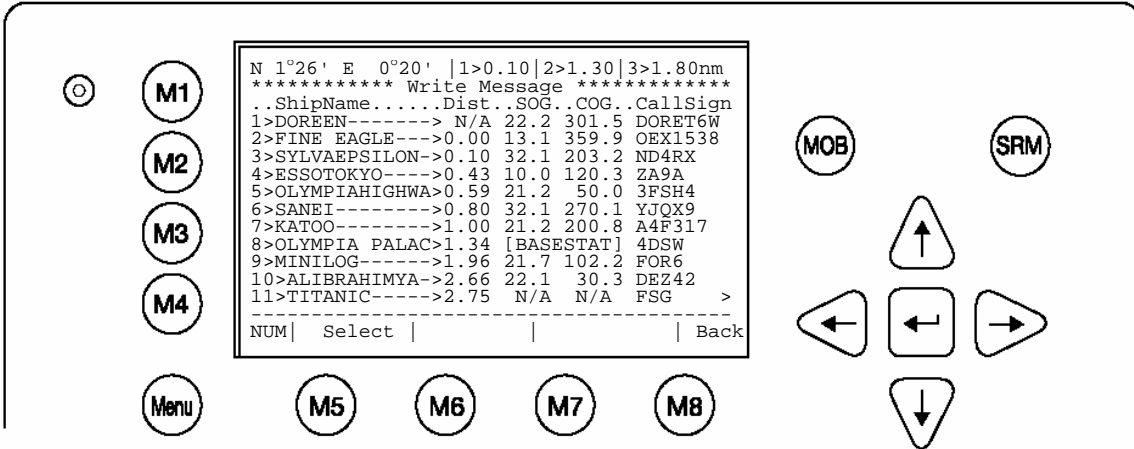 N 1°26' E  0°20' |1>0.10|2>1.30|3>1.80nm
************ Write Message *************
..ShipName......Dist..SOG..COG..CallSign
1>DOREEN-------> N/A 22.2 301.5 DORET6W
2>FINE EAGLE--->0.00 13.1 359.9 OEX1538
3>SYLVAEPSILON->0.10 32.1 203.2 ND4RX
4>ESSOTOKYO---->0.43 10.0 120.3 ZA9A
5>OLYMPIAHIGHWA>0.59 21.2  50.0 3FSH4
6>SANEI-------->0.80 32.1 270.1 YJQX9
7>KATOO-------->1.00 21.2 200.8 A4F317
8>OLYMPIA PALAC>1.34 [BASESTAT] 4DSW
9>MINILOG------>1.96 21.7 102.2 FOR6
10>ALIBRAHIMYA->2.66 22.1  30.3 DEZ42
11>TITANIC----->2.75  N/A  N/A  FSG    >
----------------------------------------
NUM|  Select |         |           | Back
M1
M2
M3
M4
Menu
M5 M6 M7 M8
MOB SRM